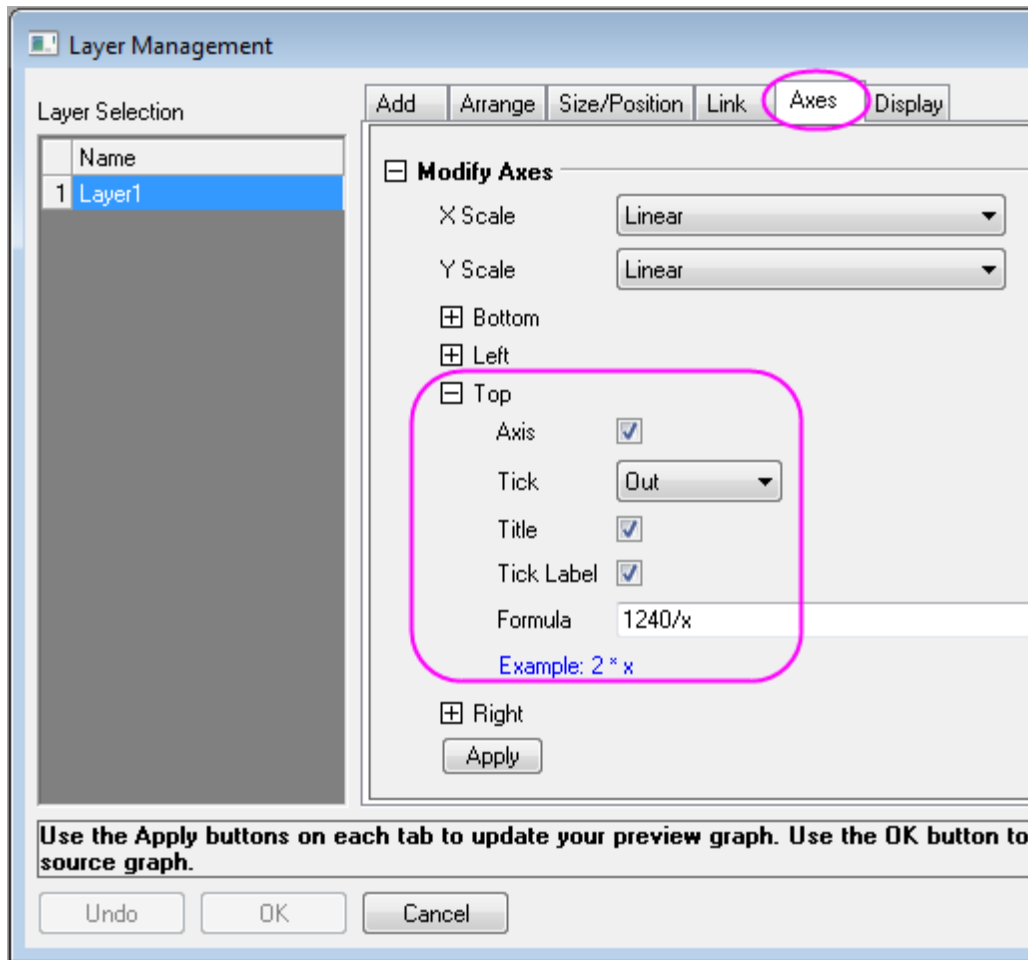 Layer Management
Layer Selection
Name
1 Layer1
Add Arrange Size/Position Link Axes Display
Modify Axes
X Scale Linear
Y Scale Linear
Bottom
Left
Top
Axis
Tick Out
Title
Tick Label
Formula 1240/x
Example: 2 * x
Right
Apply
Use the Apply buttons on each tab to update your preview graph. Use the OK button to
source graph.
Undo OK Cancel